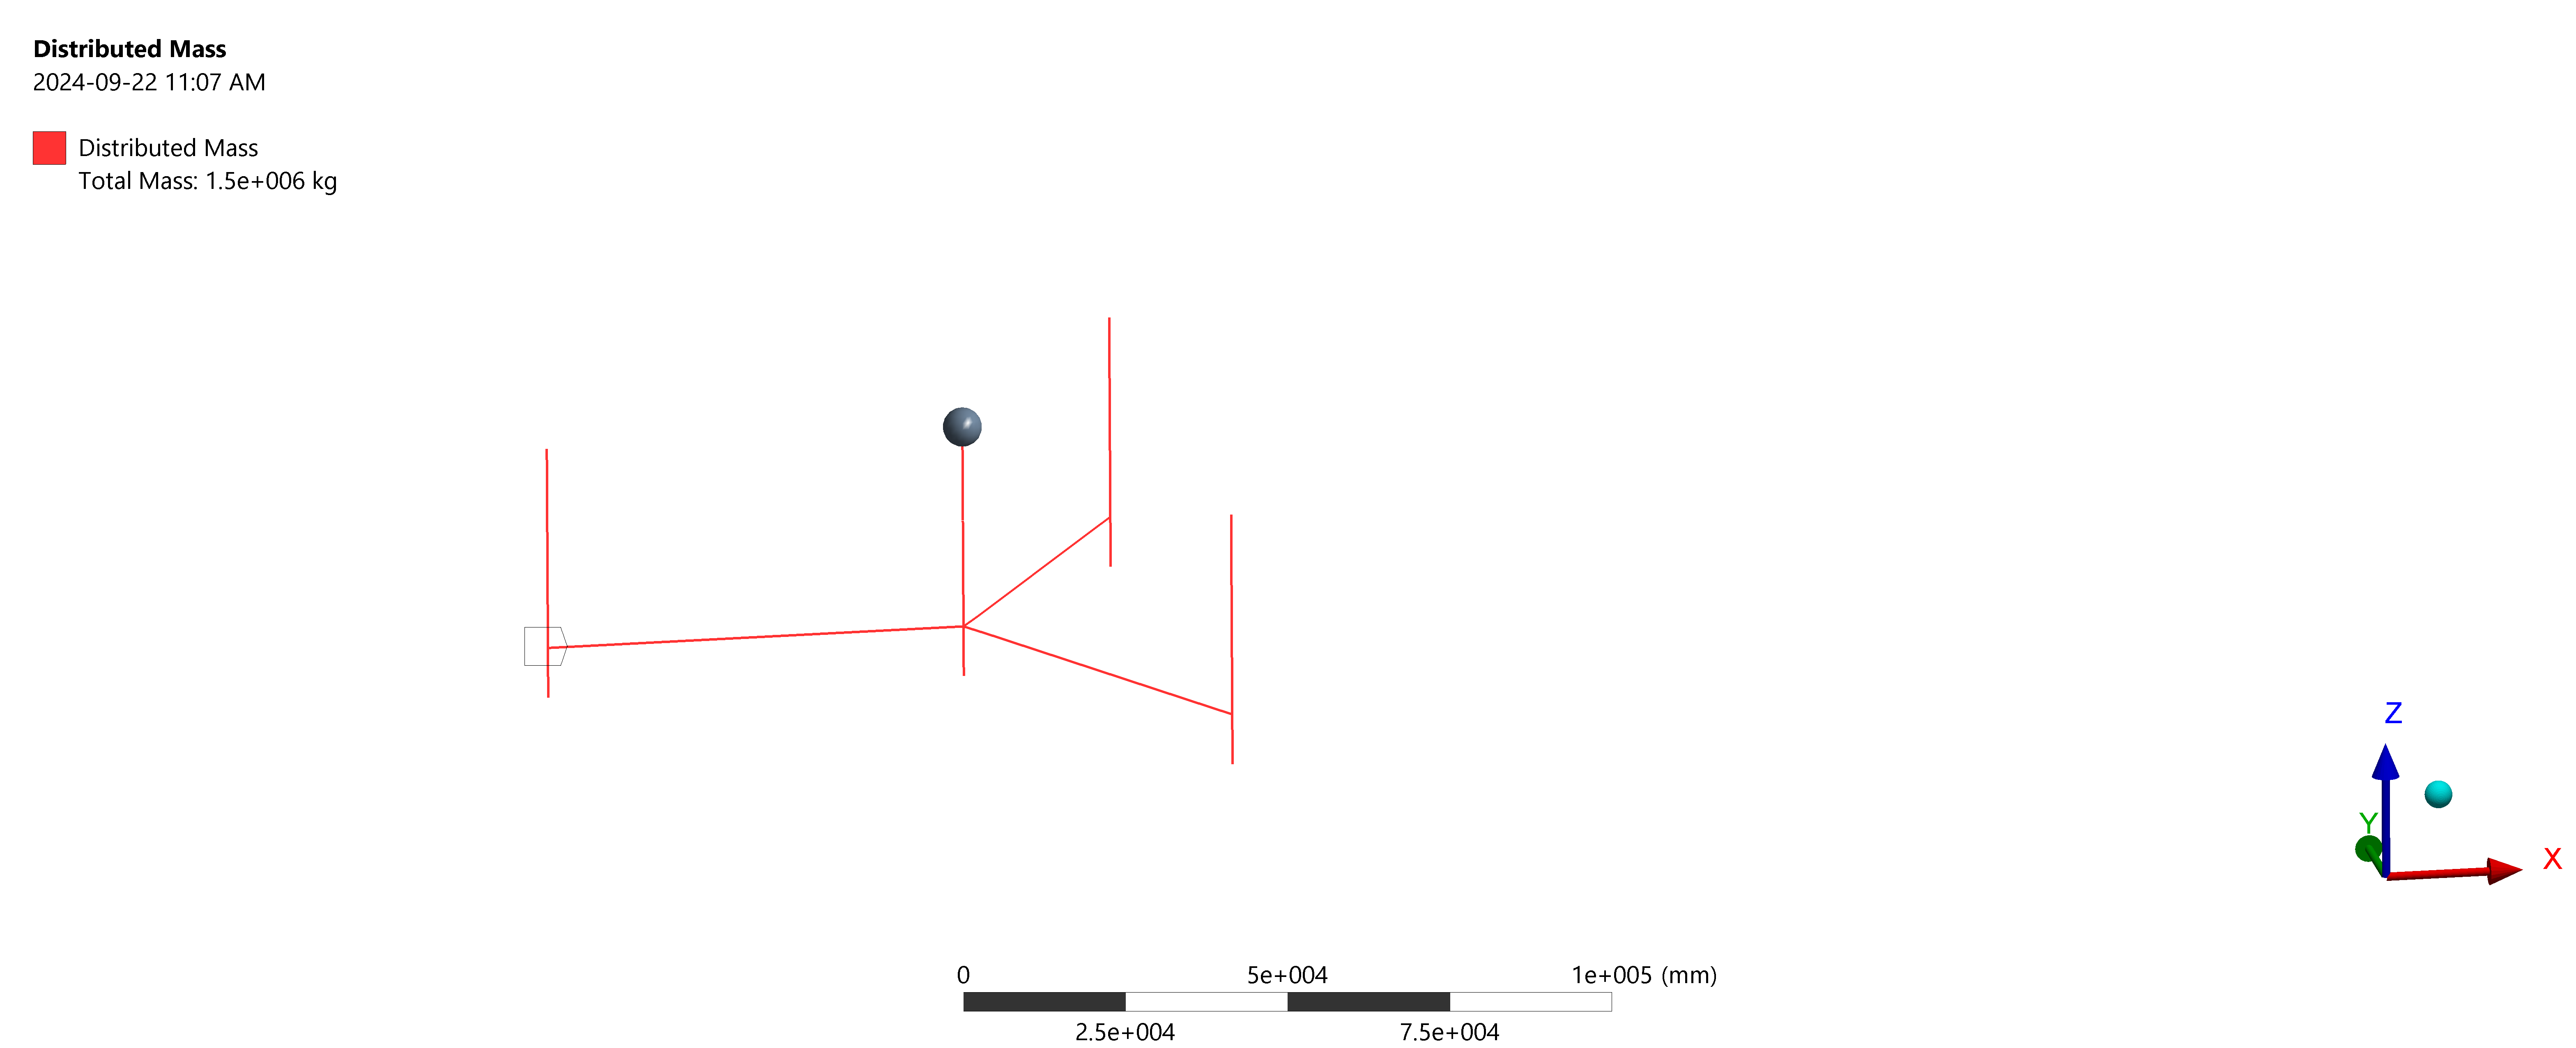 Distributed Mass
2024-09-22 11:07 AM
Distributed Mass
Total Mass: 1.5e+006 kg
Z
Y
X
0 5e+004 1e+005 (mm)
2.5e+004 7.5e+004